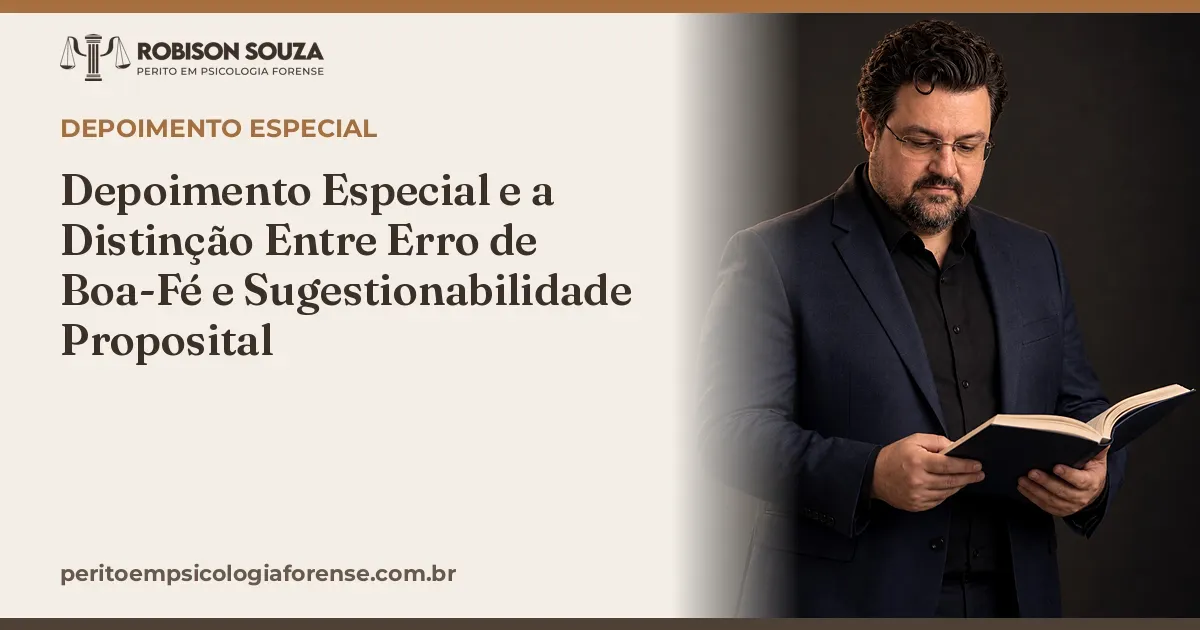 ROBISON SOUZA
PERITO EM PSICOLOGIA FORENSE
DEPOIMENTO ESPECIAL
Depoimento Especial e a
Distinção Entre Erro de
Boa-Fé e Sugestionabilidade
Proposital
peritoempsicologiaforense.com.br